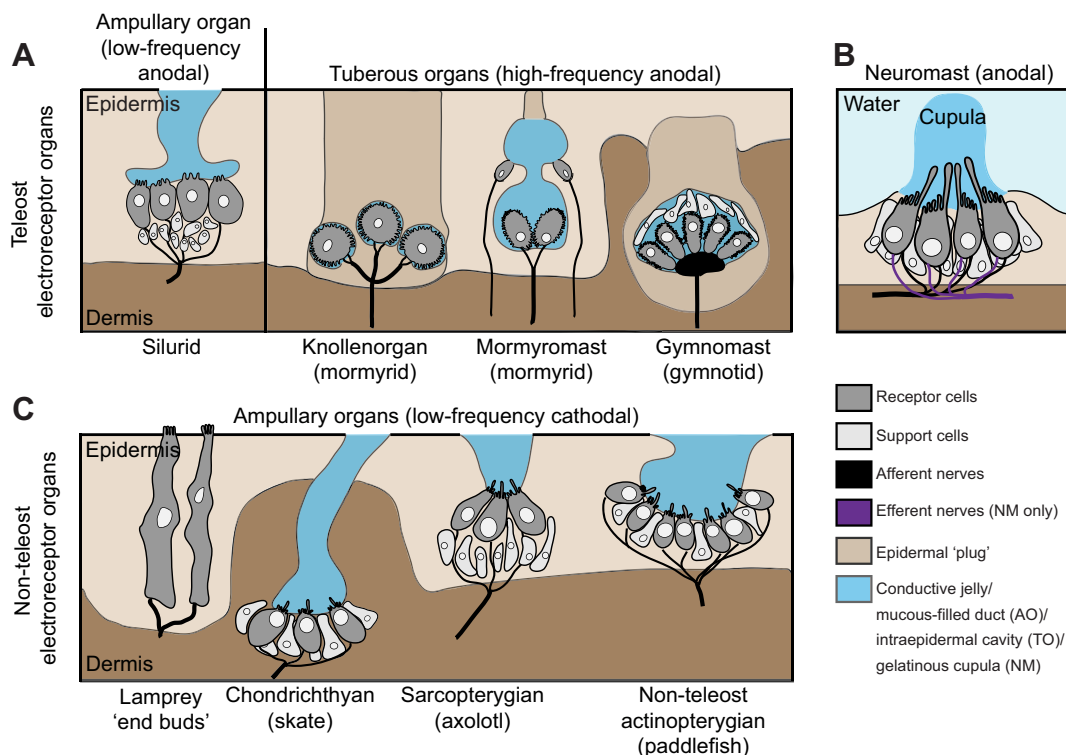 A
Ampullary organ
(low-frequency
anodal)
Tuberous organs (high-frequency anodal)
Teleost
electroreceptor organs
Epidermis
Dermis
Silurid
Knollenorgan
(mormyrid)
Mormyromast
(mormyrid)
Gymnomast
(gymnotid)
B
Neuromast (anodal)
Water
Cupula
C
Ampullary organs (low-frequency cathodal)
Non-teleost
electroreceptor organs
Epidermis
Dermis
Lamprey
'end buds'
Chondrichthyan
(skate)
Sarcopterygian
(axolotl)
Non-teleost
actinopterygian
(paddlefish)
Receptor cells
Support cells
Afferent nerves
Efferent nerves (NM only)
Epidermal 'plug'
Conductive jelly/
mucous-filled duct (AO)/
intraepidermal cavity (TO)/
gelatinous cupula (NM)